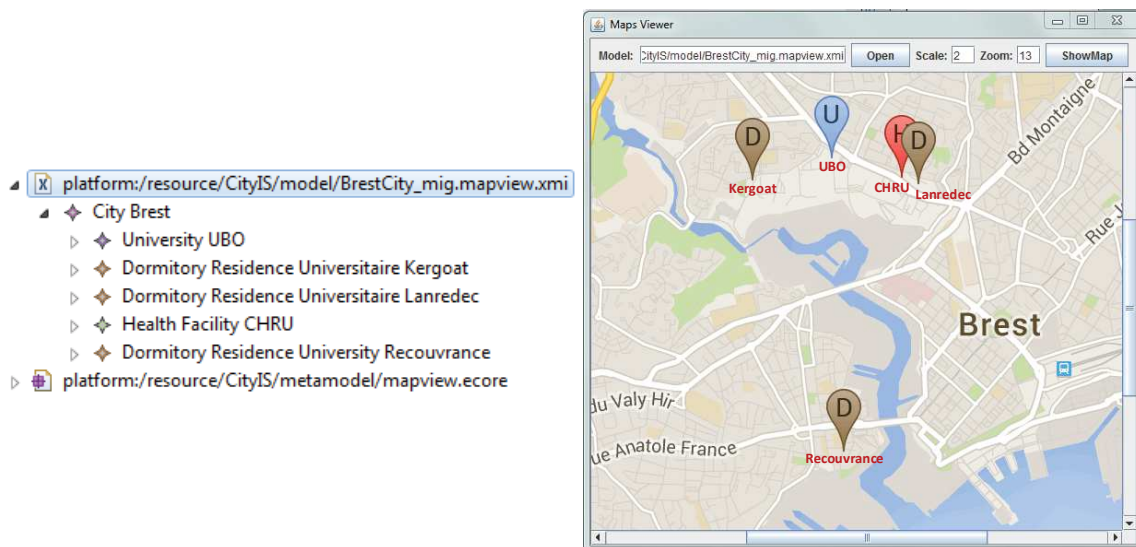 platform:/resource/CityIS/model/BrestCity_mig.mapview.xmi
City Brest
University UBO
Dormitory Residence Universitaire Kergoat
Dormitory Residence Universitaire Lanredec
Health Facility CHRU
Dormitory Residence University Recouvrance
platform:/resource/CityIS/metamodel/mapview.ecore
Maps Viewer
Model: CityIS/model/BrestCity_mig.mapview.xmi Open Scale: 2 Zoom: 13 ShowMap
Bd Montaigne
U
D
H
D
UBO
Kergoat
CHRU
Lanredec
Rue
Brest
du Valy Hir
D
ue Anatole France
Recouvrance